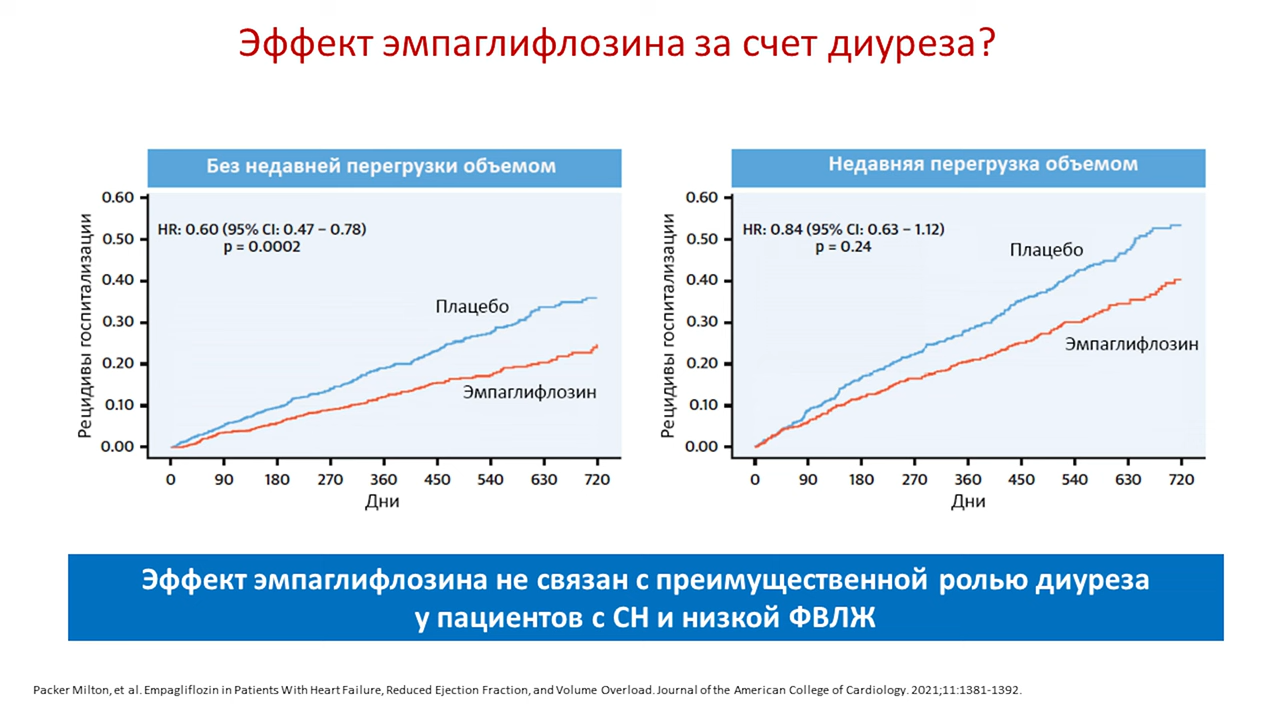 Эффект эмпаглифлозина за счет диуреза?
Без недавней перегрузки объемом
Рецидивы госпитализации
0.60
0.50
0.40
0.30
0.20
0.10
0.00
HR: 0.60 (95% CI: 0.47 – 0.78)
p = 0.0002
Плацебо
Эмпаглифлозин
0 90 180 270 360 450 540 630 720
Дни
Недавняя перегрузка объемом
Рецидивы госпитализации
0.60
0.50
0.40
0.30
0.20
0.10
0.00
HR: 0.84 (95% CI: 0.63 – 1.12)
p = 0.24
Плацебо
Эмпаглифлозин
0 90 180 270 360 450 540 630 720
Дни
Эффект эмпаглифлозина не связан с преимущественной ролью диуреза
у пациентов с СН и низкой ФВЛЖ
Packer Milton, et al. Empagliflozin in Patients With Heart Failure, Reduced Ejection Fraction, and Volume Overload. Journal of the American College of Cardiology. 2021;11:1381-1392.